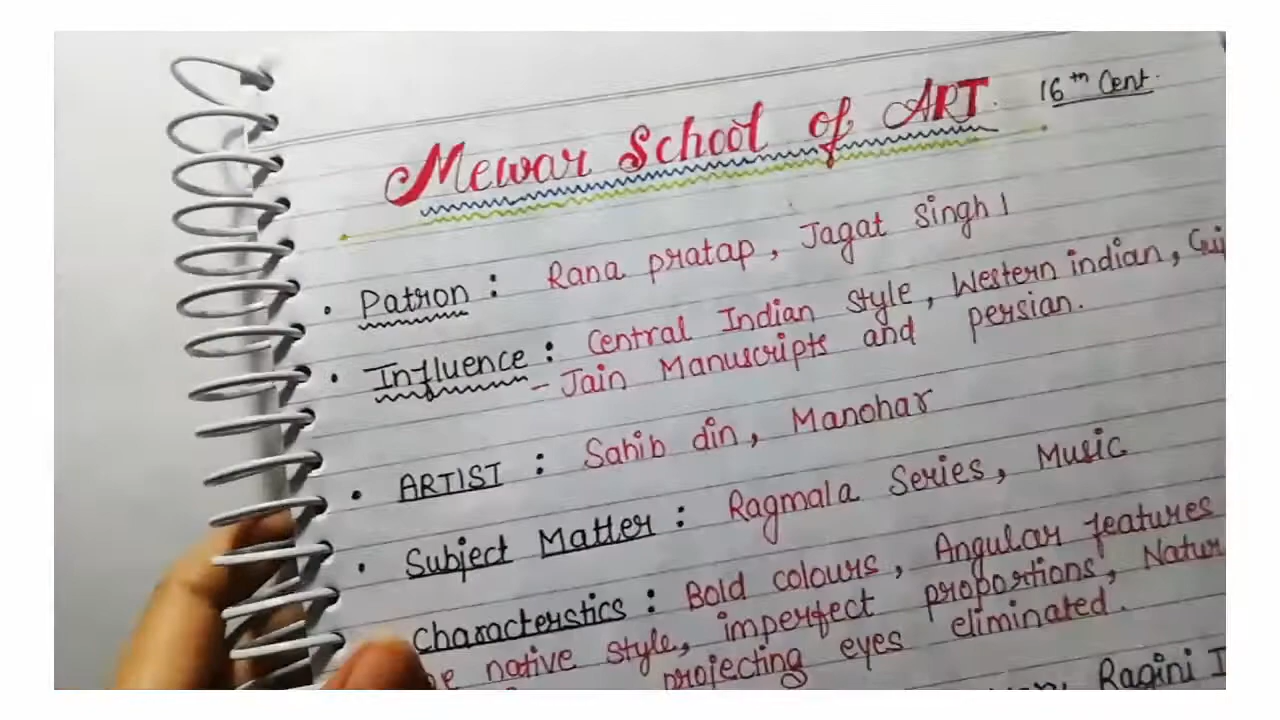 Mewar School of ART. 16th Cent.
• Patron : Rana pratap, Jagat Singh I
• Influence : Central Indian style, Western indian, Guj
- Jain Manuscripts and persian.
• ARTIST : Sahib din, Manohar
• Subject Matter : Ragmala Series, Music
Characterstics : Bold colours, Angular features
native style, imperfect proportions, Natur
projecting eyes eliminated.
Ragini